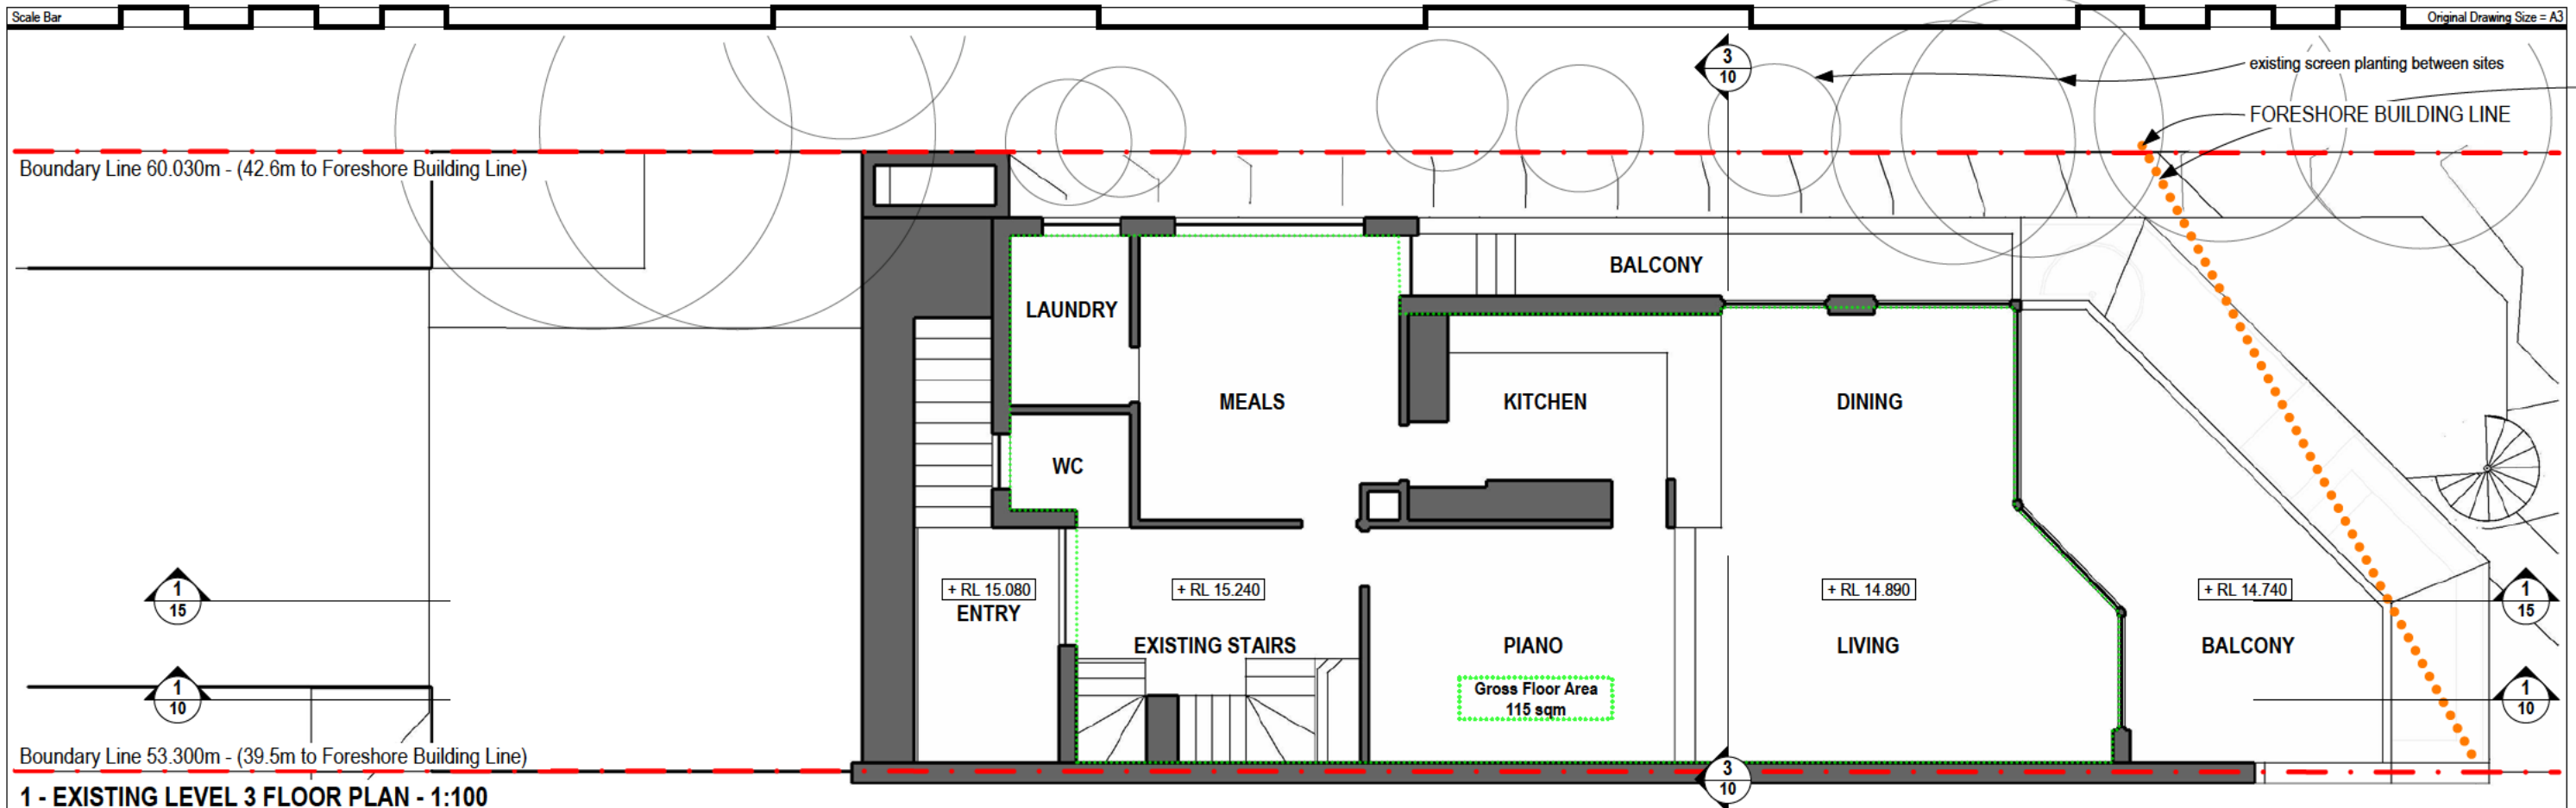 Scale Bar
Original Drawing Size = A3
3
10
existing screen planting between sites
FORESHORE BUILDING LINE
Boundary Line 60.030m - (42.6m to Foreshore Building Line)
BALCONY
LAUNDRY
MEALS
KITCHEN
DINING
WC
1
15
+ RL 15.080
ENTRY
+ RL 15.240
+ RL 14.890
+ RL 14.740
1
15
EXISTING STAIRS
PIANO
LIVING
BALCONY
Gross Floor Area
115 sqm
1
10
1
10
Boundary Line 53.300m - (39.5m to Foreshore Building Line)
3
10
1 - EXISTING LEVEL 3 FLOOR PLAN - 1:100